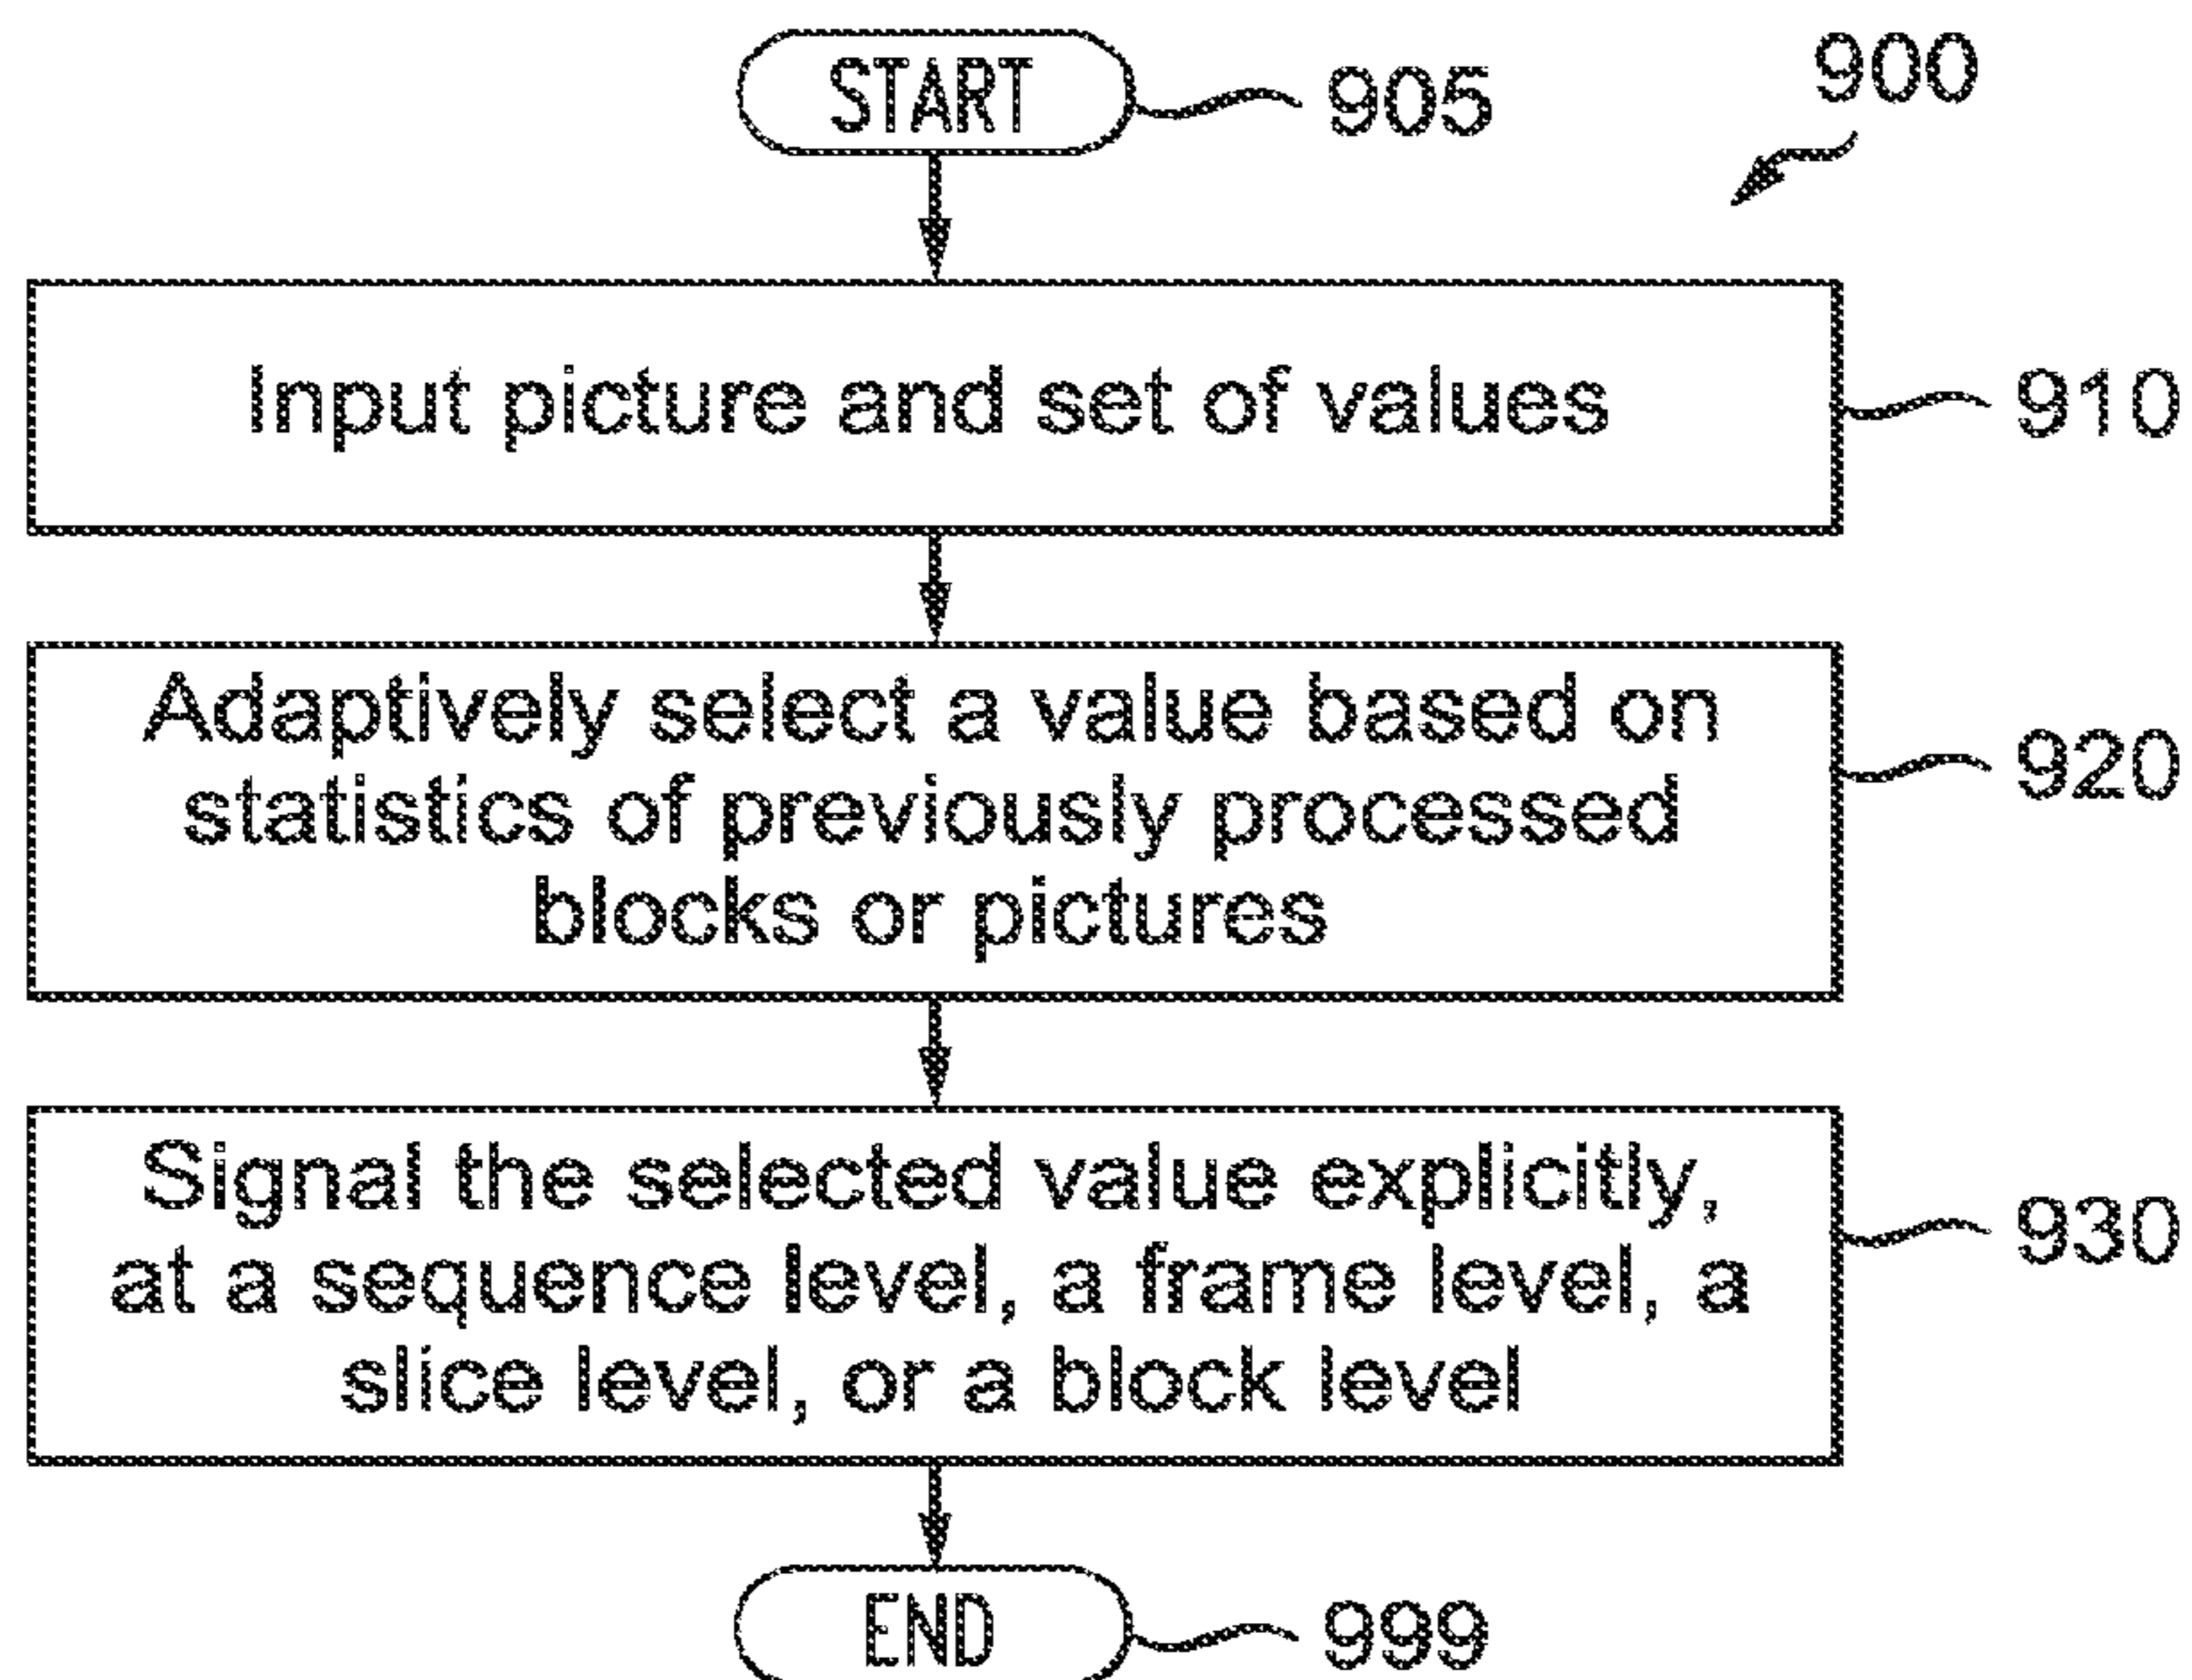 START
905
900
Input picture and set of values
910
Adaptively select a value based on
statistics of previously processed
blocks or pictures
920
Signal the selected value explicitly,
at a sequence level, a frame level, a
slice level, or a block level
930
END
999